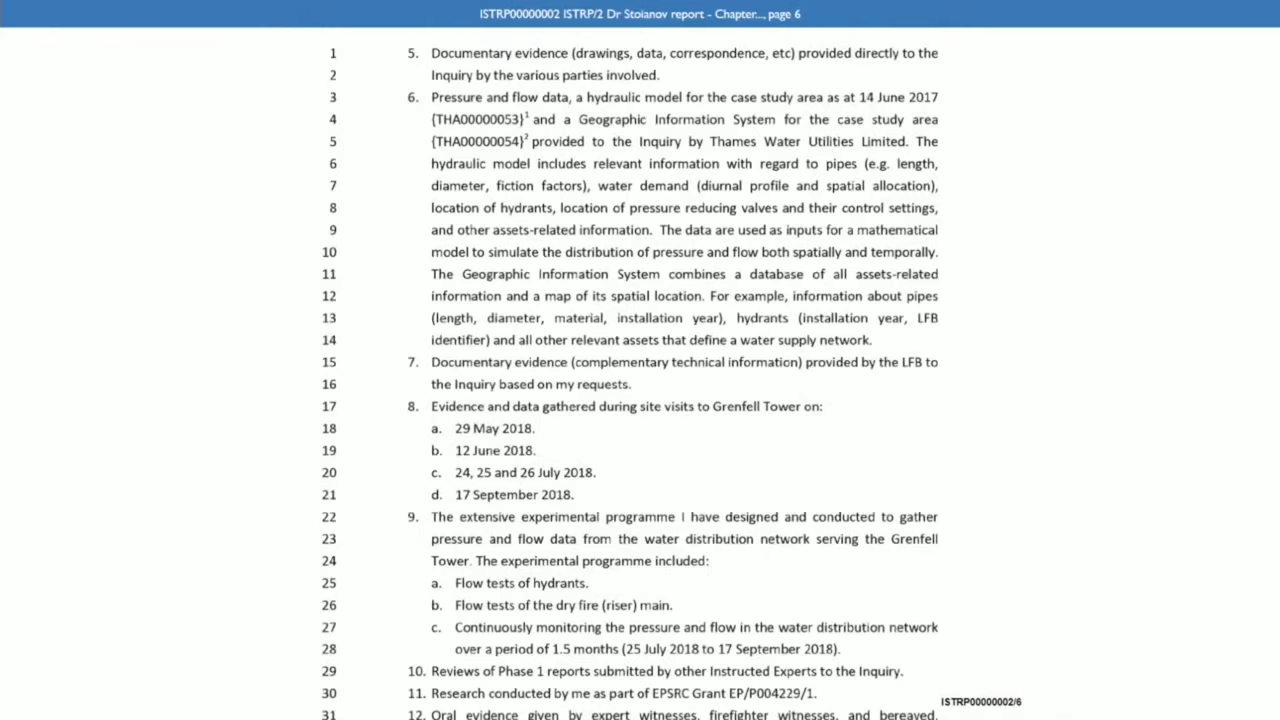 ISTRP00000002 ISTRP/2 Dr Stoianov report - Chapter..., page 6
1 5. Documentary evidence (drawings, data, correspondence, etc) provided directly to the
2 Inquiry by the various parties involved.
3 6. Pressure and flow data, a hydraulic model for the case study area as at 14 June 2017
4 {THA00000053}1 and a Geographic Information System for the case study area
5 {THA00000054}2 provided to the Inquiry by Thames Water Utilities Limited. The
6 hydraulic model includes relevant information with regard to pipes (e.g. length,
7 diameter, fiction factors), water demand (diurnal profile and spatial allocation),
8 location of hydrants, location of pressure reducing valves and their control settings,
9 and other assets-related information. The data are used as inputs for a mathematical
10 model to simulate the distribution of pressure and flow both spatially and temporally.
11 The Geographic Information System combines a database of all assets-related
12 information and a map of its spatial location. For example, information about pipes
13 (length, diameter, material, installation year), hydrants (installation year, LFB
14 identifier) and all other relevant assets that define a water supply network.
15 7. Documentary evidence (complementary technical information) provided by the LFB to
16 the Inquiry based on my requests.
17 8. Evidence and data gathered during site visits to Grenfell Tower on:
18 a. 29 May 2018.
19 b. 12 June 2018.
20 c. 24, 25 and 26 July 2018.
21 d. 17 September 2018.
22 9. The extensive experimental programme I have designed and conducted to gather
23 pressure and flow data from the water distribution network serving the Grenfell
24 Tower. The experimental programme included:
25 a. Flow tests of hydrants.
26 b. Flow tests of the dry fire (riser) main.
27 c. Continuously monitoring the pressure and flow in the water distribution network
28 over a period of 1.5 months (25 July 2018 to 17 September 2018).
29 10. Reviews of Phase 1 reports submitted by other Instructed Experts to the Inquiry.
30 11. Research conducted by me as part of EPSRC Grant EP/P004229/1.
ISTRP00000002/6
31 12. Oral evidence given by expert witnesses, firefighter witnesses, and bereaved,